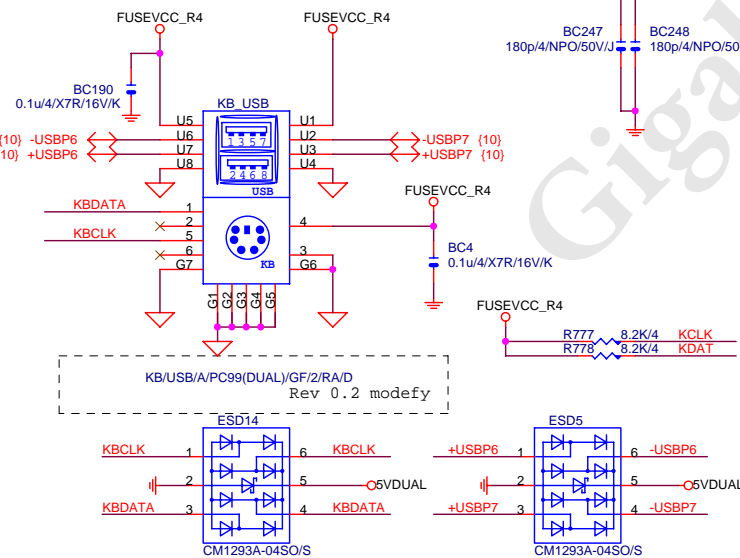 FUSEVCC_R4 FUSEVCC_R4
BC247 BC248
180p/4/NPO/50V/J 180p/4/NPO/50
BC190
0.1u/4/X7R/16V/K
KB_USB
U5 U1
{10} -USBP6 U6 U2 -USBP7 {10}
10} +USBP6 U7 U3 +USBP7 {10}
U8 U4
1 3 5 7
2 4 6 8
USB
FUSEVCC_R4
KBDATA 1
2 4
KBCLK 5
6 3
G7 G6
KB
BC4
0.1u/4/X7R/16V/K
G1 G2 G3 G4 G5
FUSEVCC_R4
R777 8.2K/4 KCLK
R778 8.2K/4 KDAT
KB/USB/A/PC99(DUAL)/GF/2/RA/D
Rev 0.2 modefy
ESD14
KBCLK 1 6 KBCLK
2 5 5VDUAL
KBDATA 3 4 KBDATA
CM1293A-04SO/S
ESD5
+USBP6 1 6 -USBP6
2 5 5VDUAL
+USBP7 3 4 -USBP7
CM1293A-04SO/S
Giga